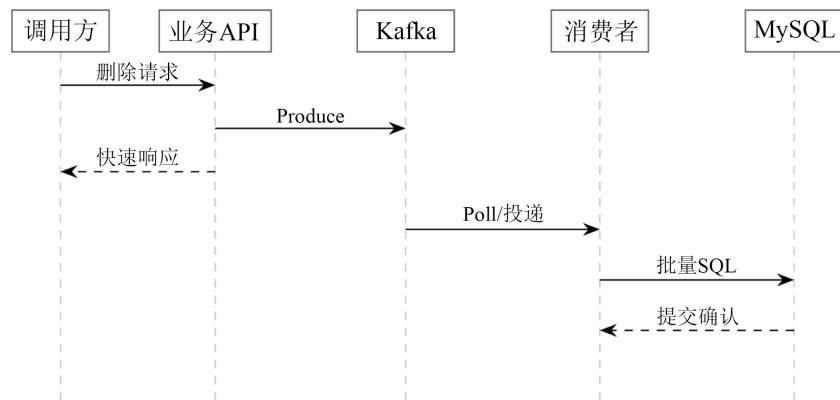 调用方 业务API Kafka 消费者 MySQL
删除请求
Produce
快速响应
Poll/投递
批量SQL
提交确认